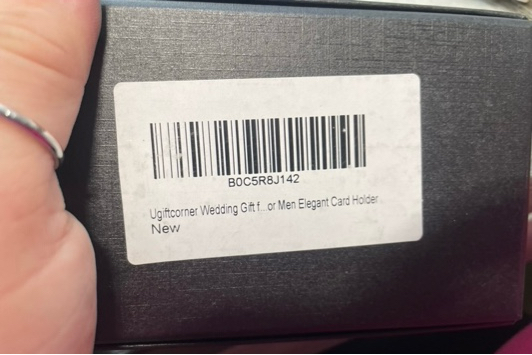 B0C5R8J142
Ugiftcorner Wedding Gift f...or Men Elegant Card Holder
New